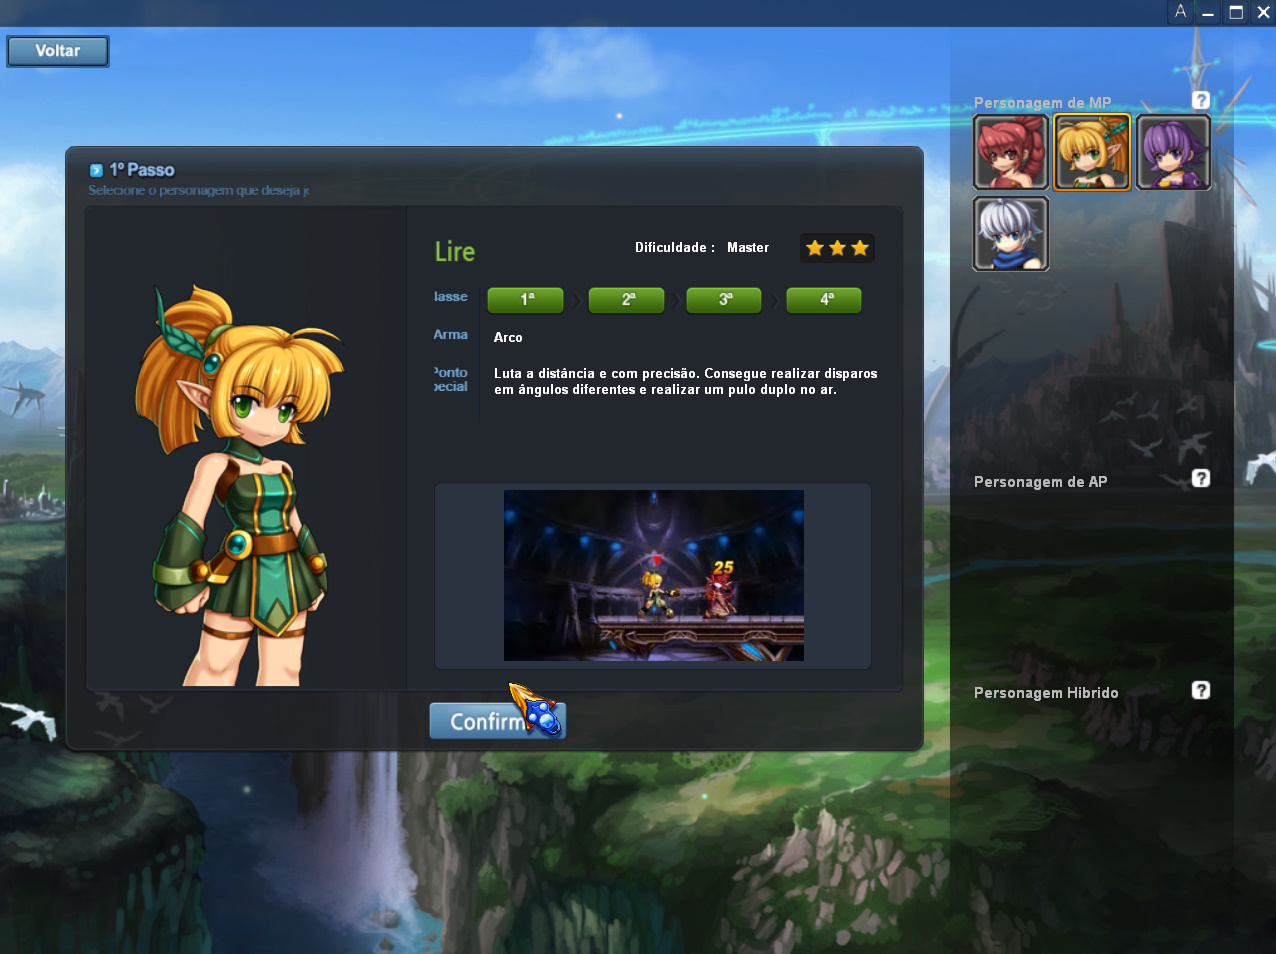 A
Voltar
Personagem de MP
?
1º Passo
Selecione o personagem que deseja jo
Lire
Dificuldade : Master
lasse
1ª
2ª
3ª
4ª
Arma
Arco
Ponto
pecial
Luta a distância e com precisão. Consegue realizar disparos
em ângulos diferentes e realizar um pulo duplo no ar.
Personagem de AP
?
25
Personagem Hibrido
?
Confirm